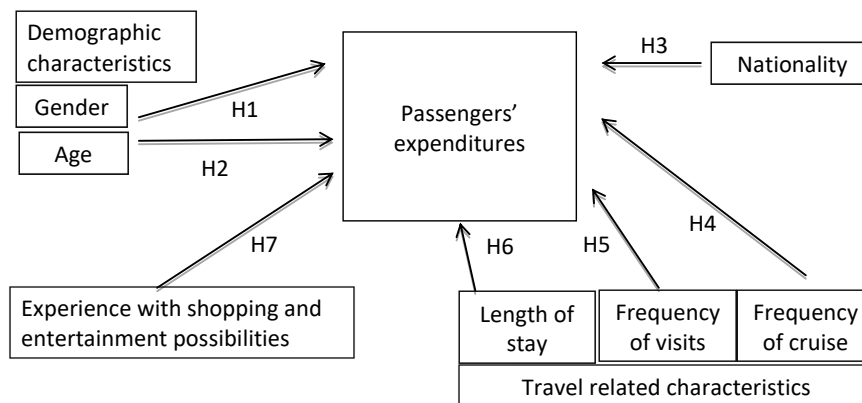 Demographic
characteristics
Gender
Age
H1
H2
Passengers’
expenditures
H3
Nationality
H4
H5
H6
H7
Experience with shopping and
entertainment possibilities
Length of
stay
Frequency
of visits
Frequency
of cruise
Travel related characteristics